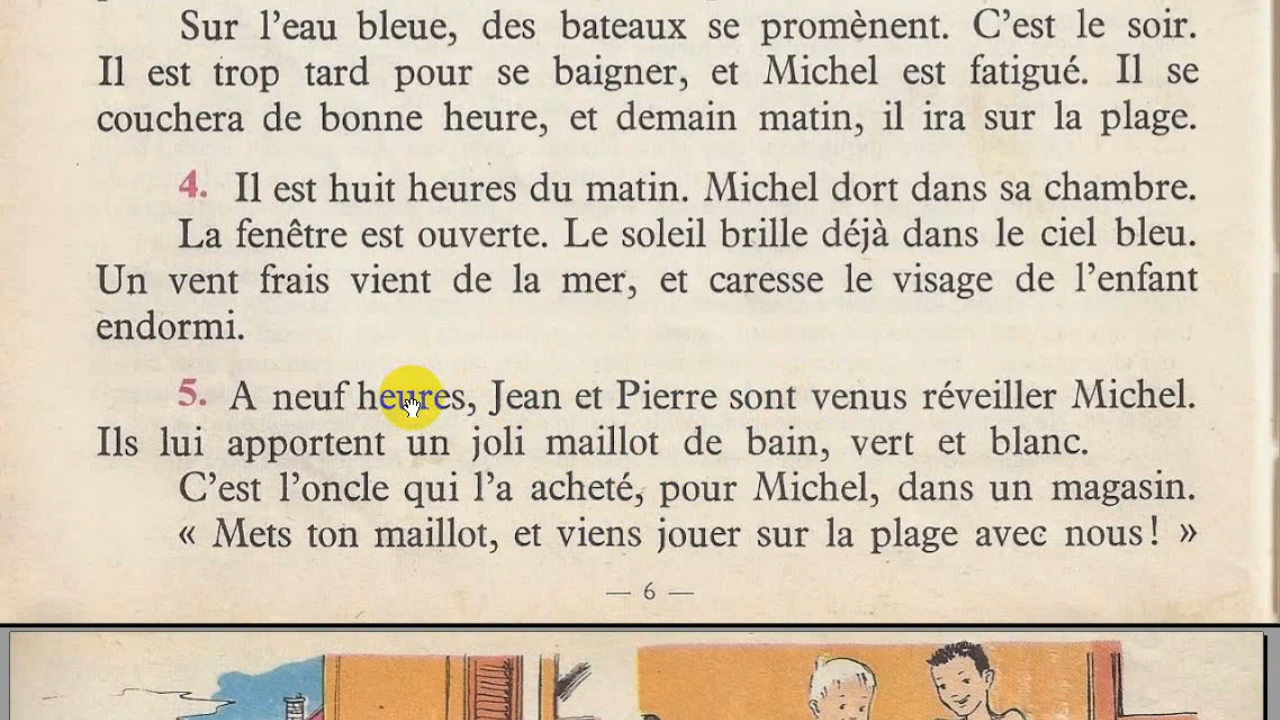 Sur l'eau bleue, des bateaux se promènent. C'est le soir.
Il est trop tard pour se baigner, et Michel est fatigué. Il se
couchera de bonne heure, et demain matin, il ira sur la plage.
4. Il est huit heures du matin. Michel dort dans sa chambre.
La fenêtre est ouverte. Le soleil brille déjà dans le ciel bleu.
Un vent frais vient de la mer, et caresse le visage de l'enfant
endormi.
5. A neuf heures, Jean et Pierre sont venus réveiller Michel.
Ils lui apportent un joli maillot de bain, vert et blanc.
C'est l'oncle qui l'a acheté, pour Michel, dans un magasin.
« Mets ton maillot, et viens jouer sur la plage avec nous! »
— 6 —